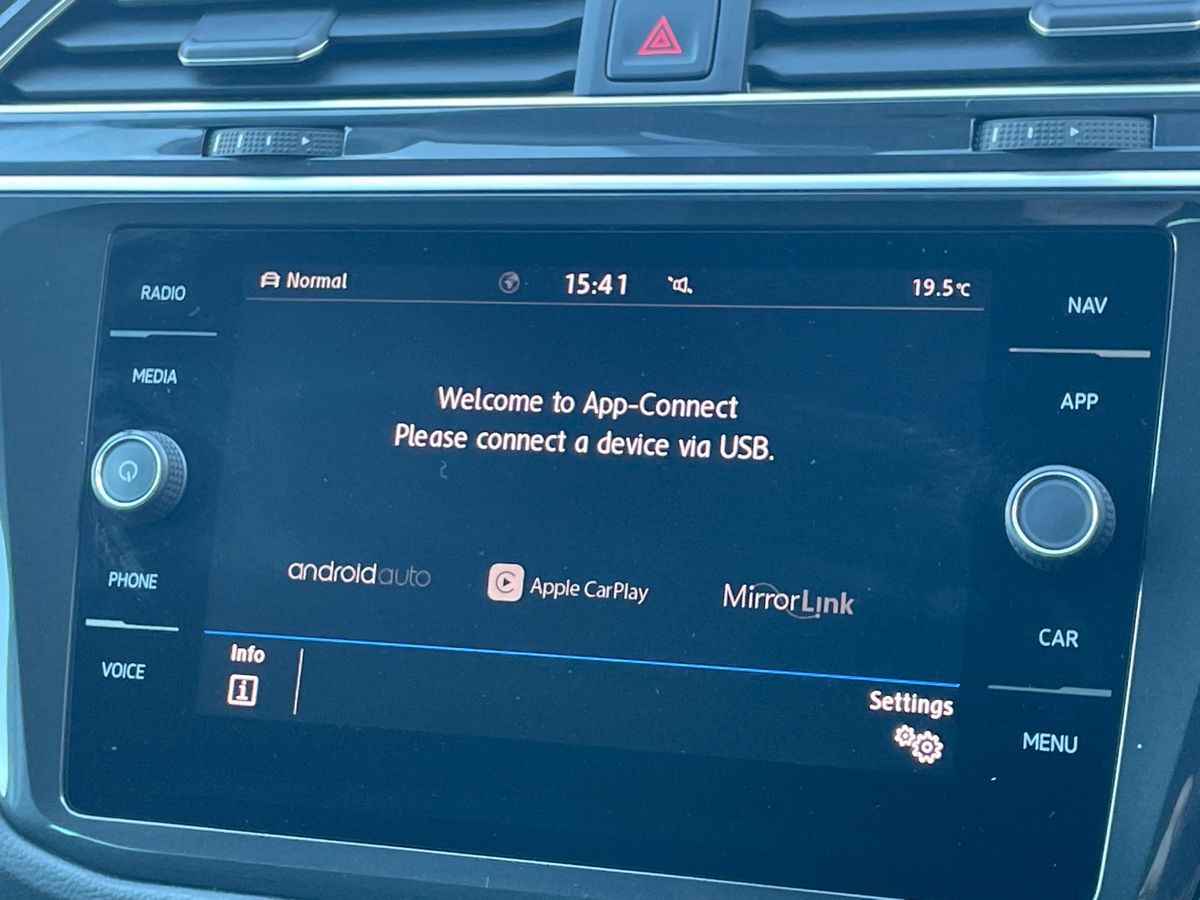 RADIO
MEDIA
PHONE
VOICE
Normal
15:41
19.5°C
Welcome to App-Connect
Please connect a device via USB.
androidauto
Apple CarPlay
MirrorLink
Info
i
Settings
NAV
APP
CAR
MENU